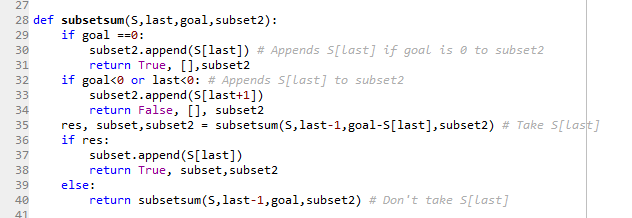 27
28 def subsetsum(S,last,goal,subset2):
29     if goal ==0:
30         subset2.append(S[last]) # Appends S[last] if goal is 0 to subset2
31         return True, [],subset2
32     if goal<0 or last<0: # Appends S[last] to subset2
33         subset2.append(S[last+1])
34         return False, [], subset2
35     res, subset,subset2 = subsetsum(S,last-1,goal-S[last],subset2) # Take S[last]
36     if res:
37         subset.append(S[last])
38         return True, subset,subset2
39     else:
40         return subsetsum(S,last-1,goal,subset2) # Don't take S[last]
41